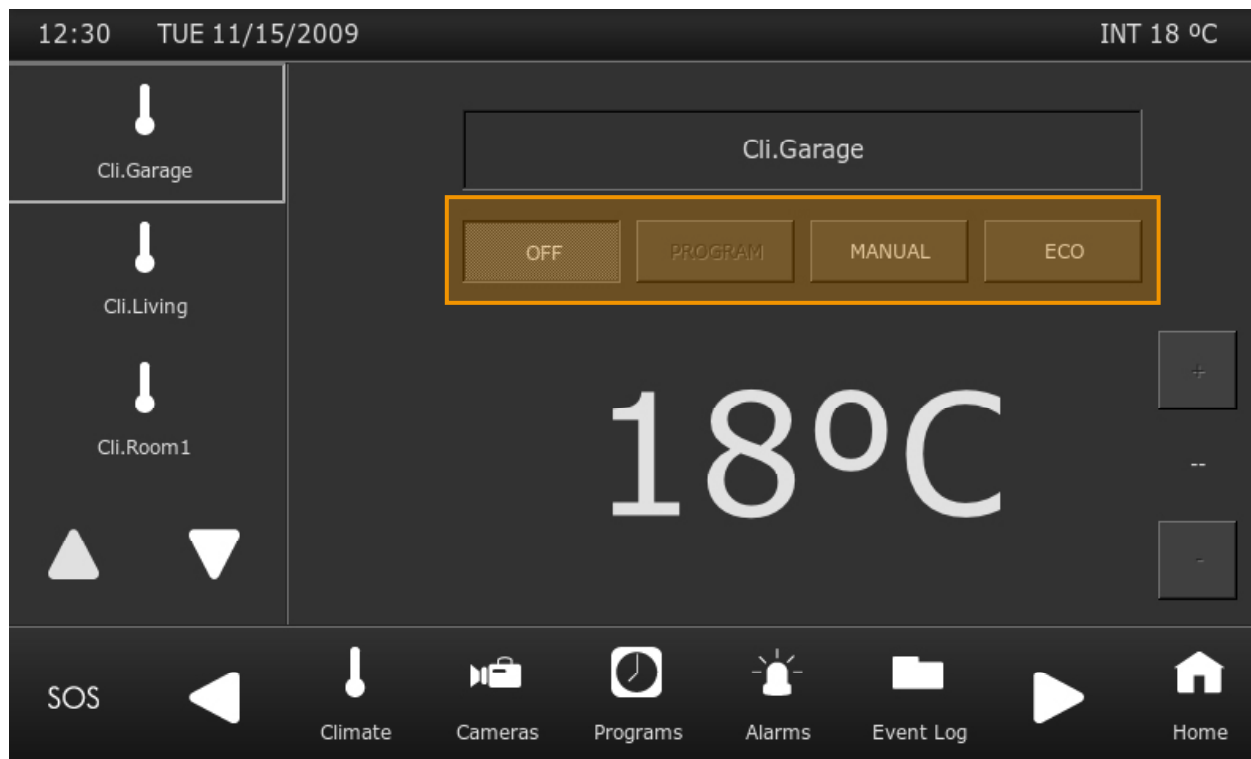 12:30 TUE 11/15/2009 INT 18 ºC
Cli.Garage
Cli.Living
Cli.Room1
Cli.Garage
OFF PROGRAM MANUAL ECO
+
18ºC
--
-
SOS Climate Cameras Programs Alarms Event Log Home